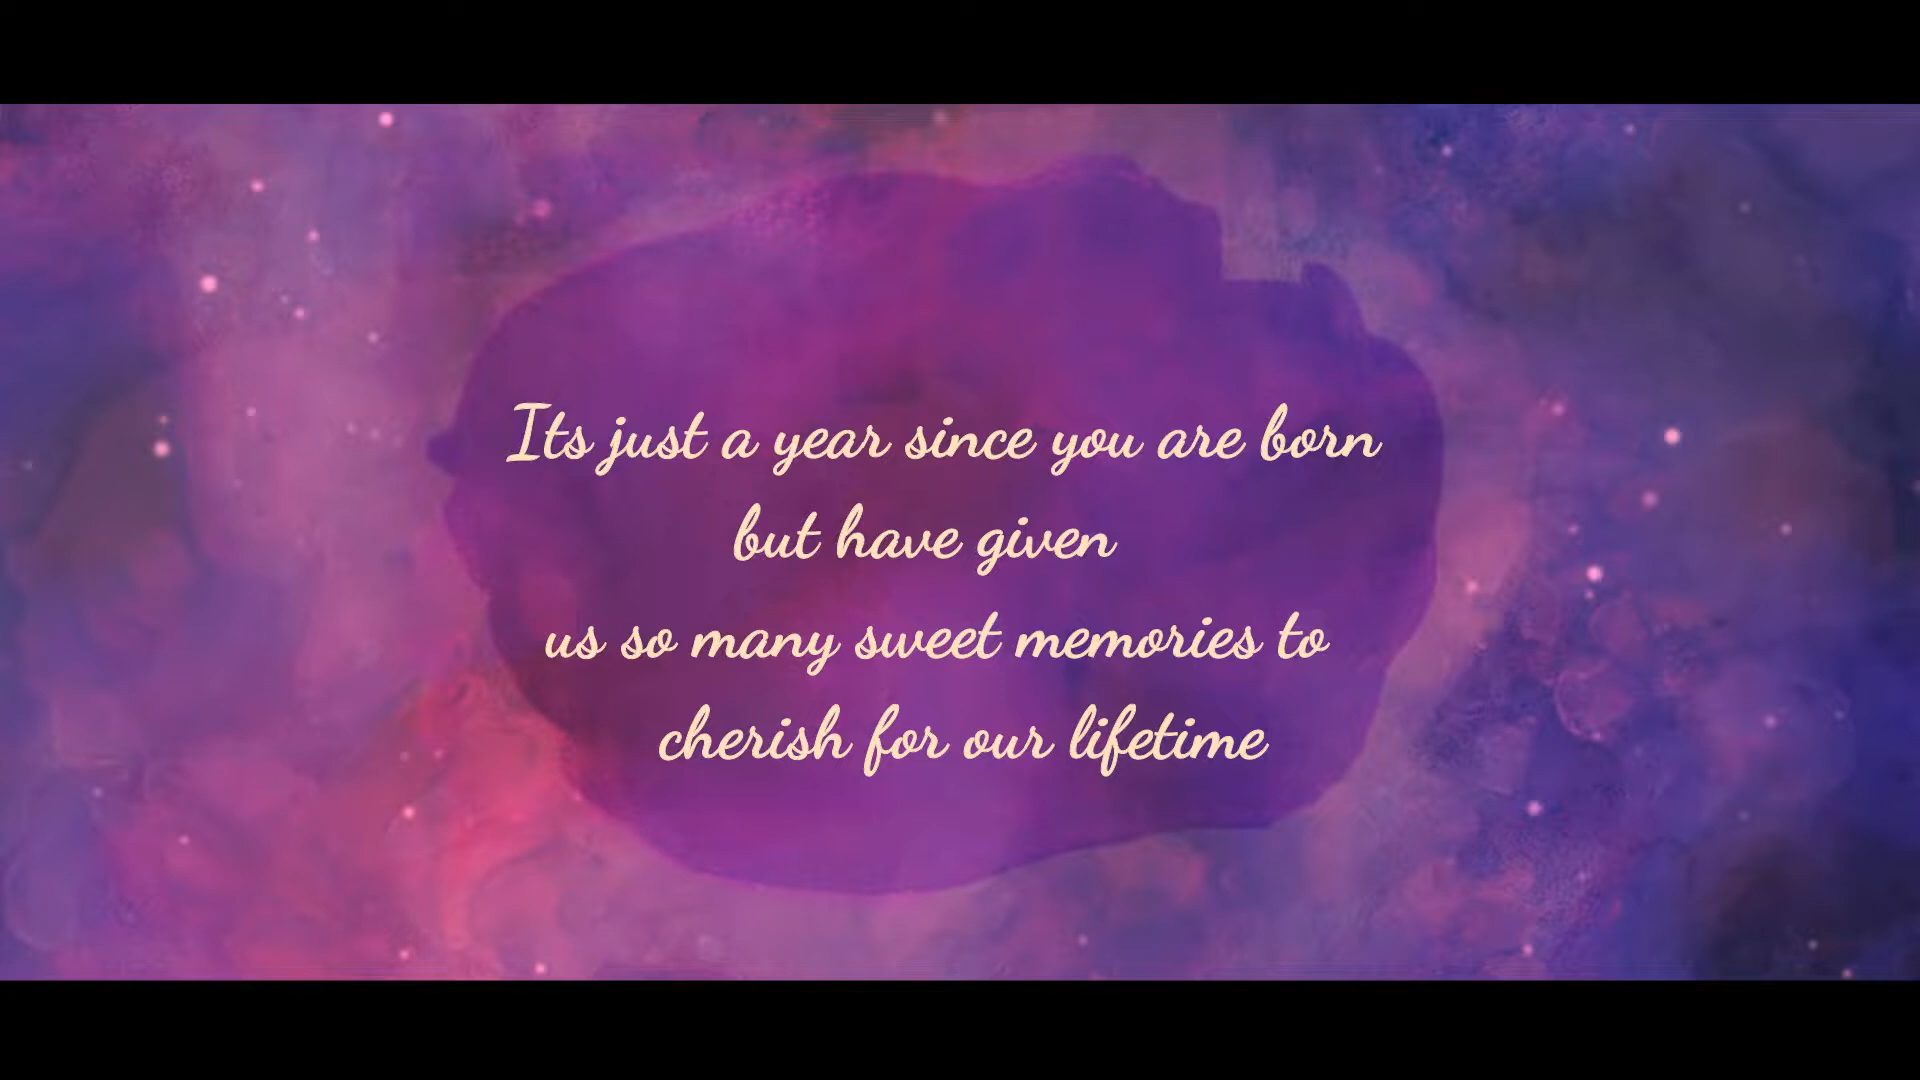 Its just a year since you are born
but have given
us so many sweet memories to
cherish for our lifetime